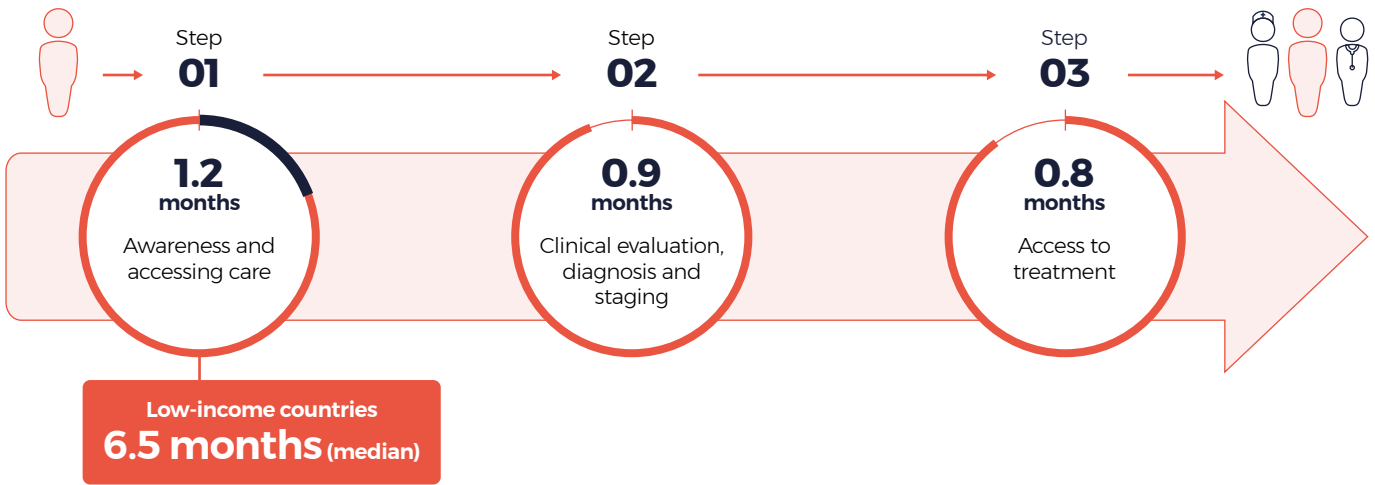 Step
01
Step
02
Step
03
1.2
months
Awareness and
accessing care
0.9
months
Clinical evaluation,
diagnosis and
staging
0.8
months
Access to
treatment
Low-income countries
6.5 months (median)